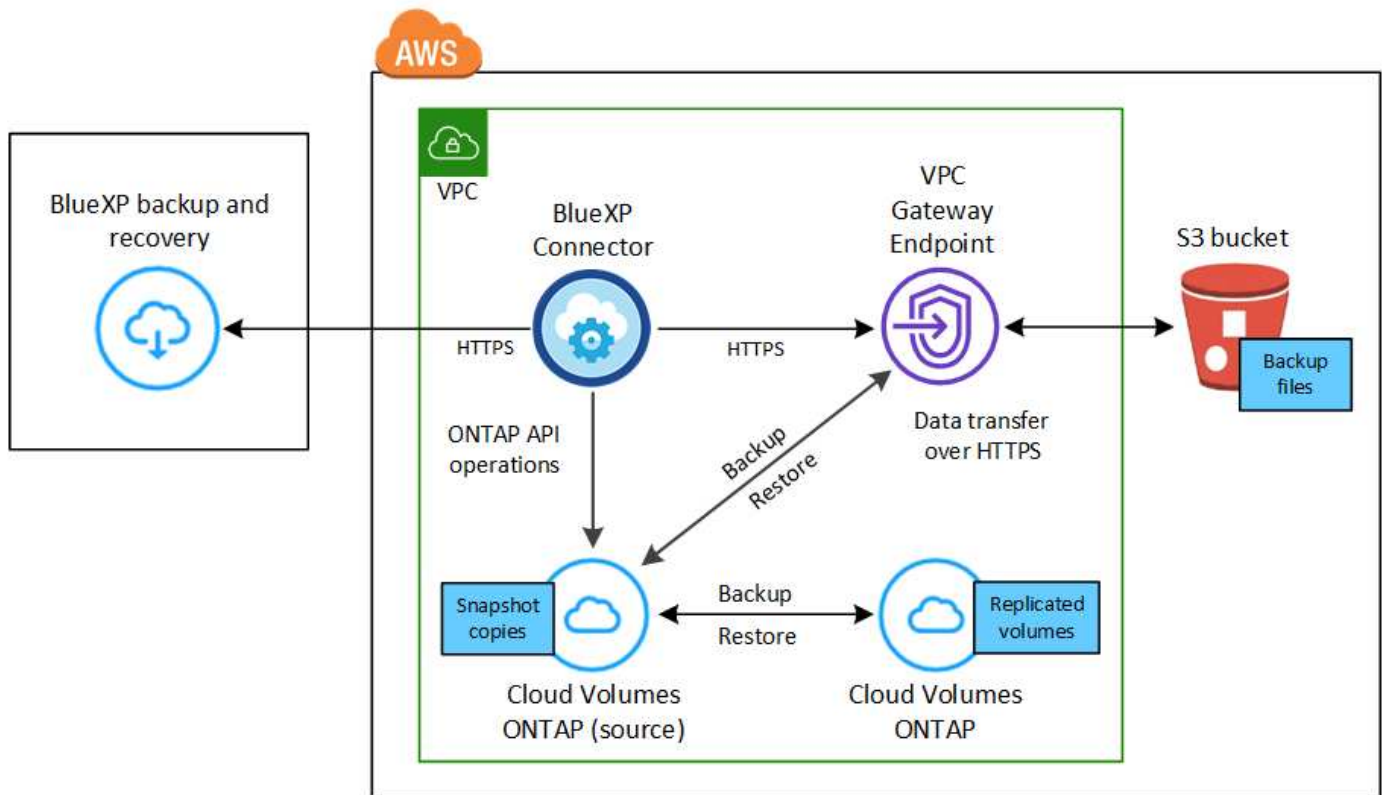 AWS
VPC
BlueXP backup and
recovery
BlueXP
Connector
VPC
Gateway
Endpoint
S3 bucket
Backup
files
HTTPS
HTTPS
ONTAP API
operations
Backup
Restore
Data transfer
over HTTPS
Snapshot
copies
Backup
Restore
Replicated
volumes
Cloud Volumes
ONTAP (source)
Cloud Volumes
ONTAP